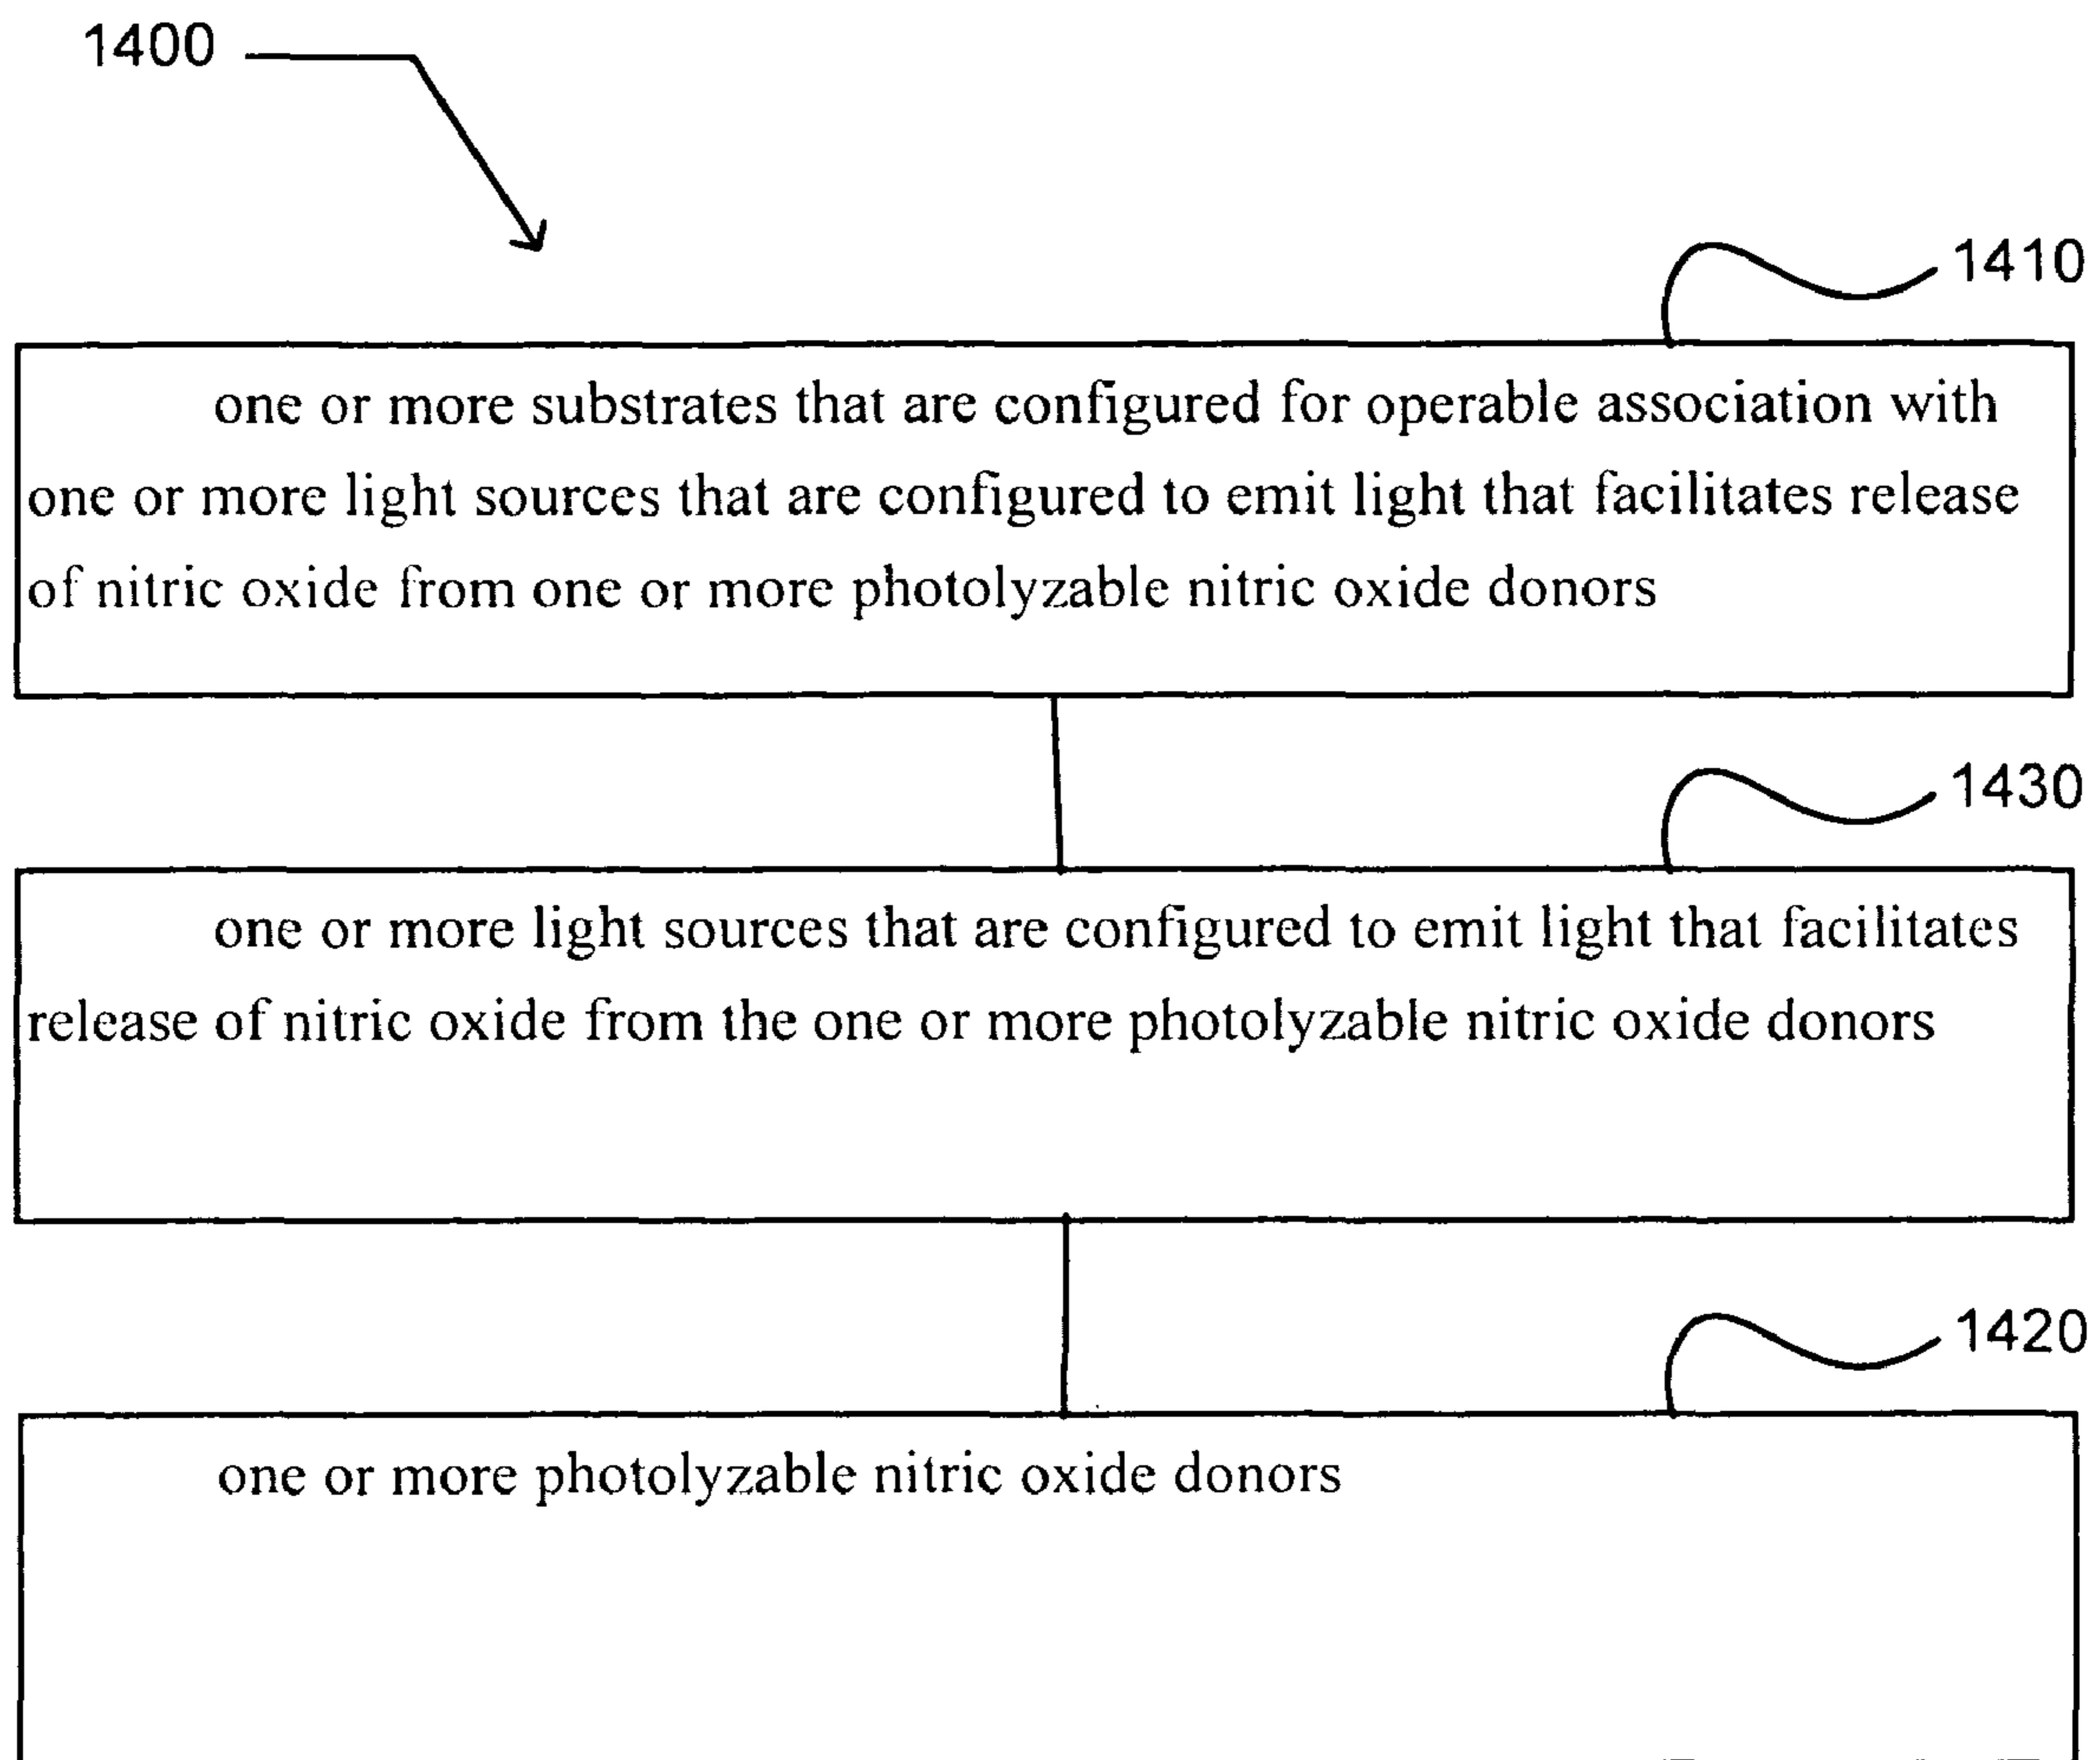 1400
1410
one or more substrates that are configured for operable association with
one or more light sources that are configured to emit light that facilitates release
of nitric oxide from one or more photolyzable nitric oxide donors
1430
one or more light sources that are configured to emit light that facilitates
release of nitric oxide from the one or more photolyzable nitric oxide donors
1420
one or more photolyzable nitric oxide donors